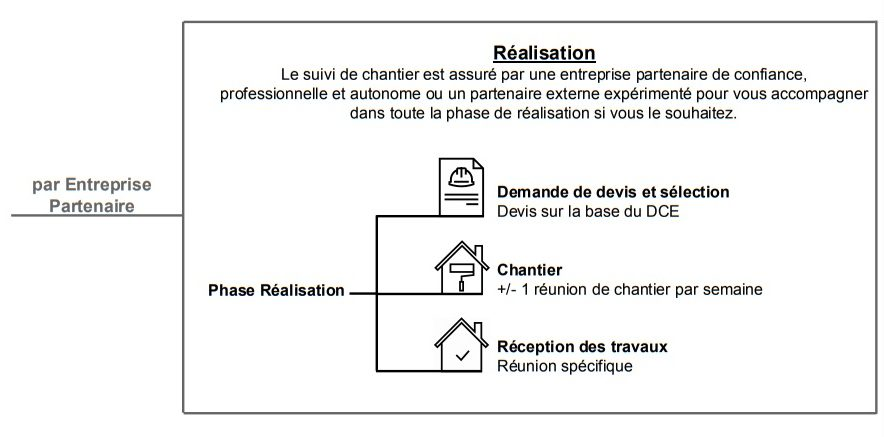 Réalisation
Le suivi de chantier est assuré par une entreprise partenaire de confiance,
professionnelle et autonome ou un partenaire externe expérimenté pour vous accompagner
dans toute la phase de réalisation si vous le souhaitez.
par Entreprise
Partenaire
Demande de devis et sélection
Devis sur la base du DCE
Phase Réalisation
Chantier
+/- 1 réunion de chantier par semaine
Réception des travaux
Réunion spécifique